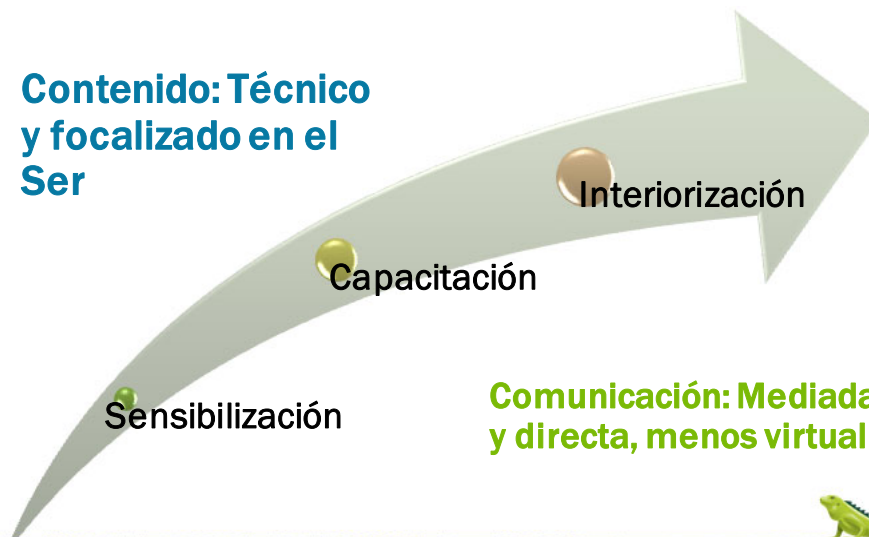 Contenido: Técnico
y focalizado en el
Ser
Interiorización
Capacitación
Sensibilización
Comunicación: Mediada
y directa, menos virtual